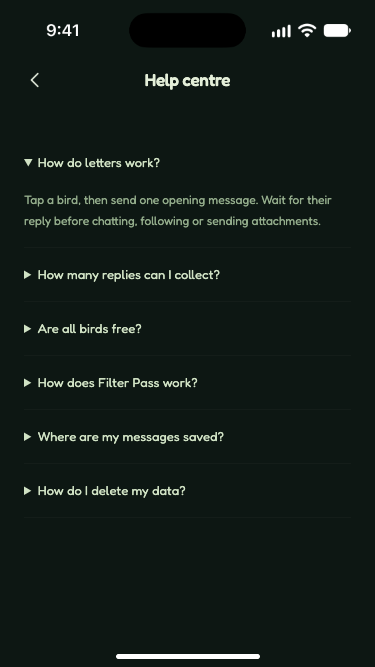 9:41
Help centre
How do letters work?
Tap a bird, then send one opening message. Wait for their
reply before chatting, following or sending attachments.
How many replies can I collect?
Are all birds free?
How does Filter Pass work?
Where are my messages saved?
How do I delete my data?